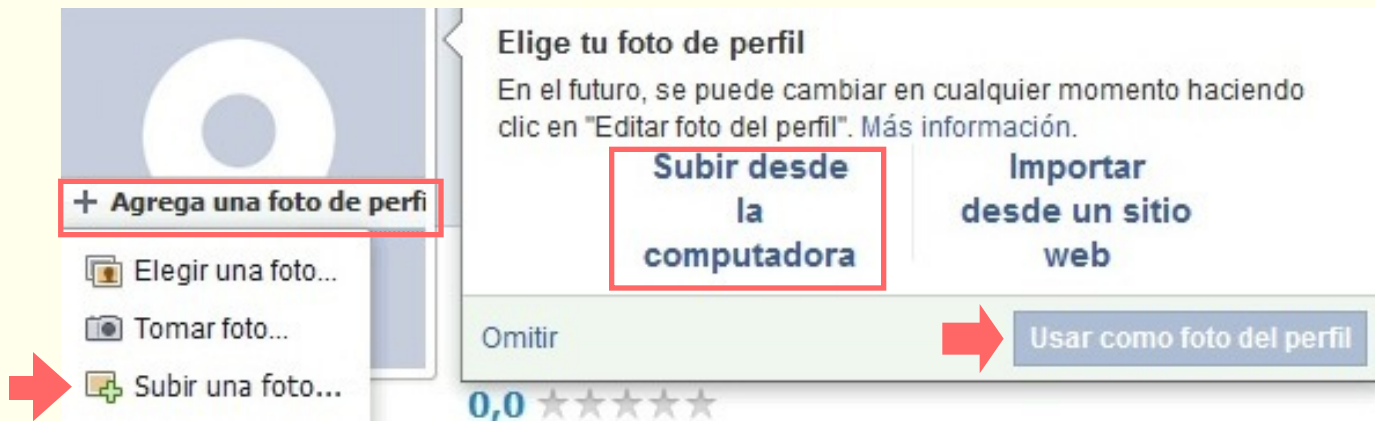 + Agrega una foto de perfi
Elegir una foto...
Tomar foto...
Subir una foto...
Elige tu foto de perfil
En el futuro, se puede cambiar en cualquier momento haciendo
clic en "Editar foto del perfil". Más información.
Subir desde
la
computadora
Importar
desde un sitio
web
Omitir
Usar como foto del perfil
0,0